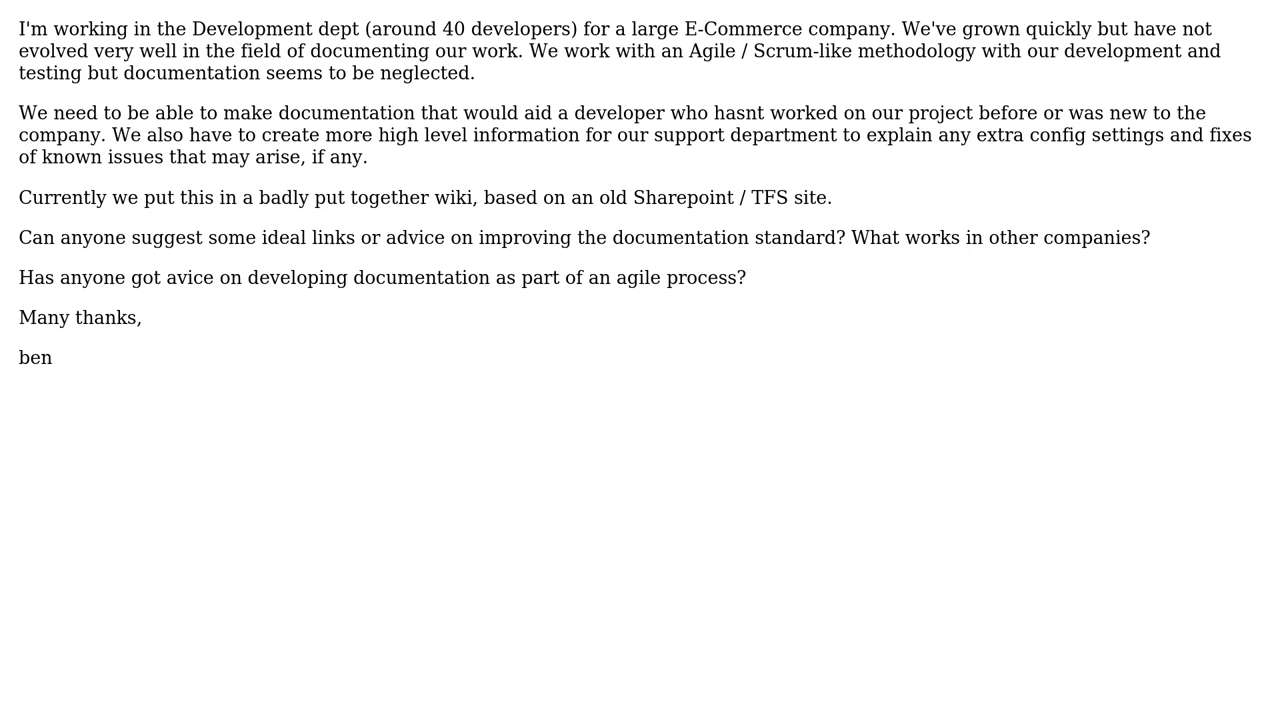 I'm working in the Development dept (around 40 developers) for a large E-Commerce company. We've grown quickly but have not
evolved very well in the field of documenting our work. We work with an Agile / Scrum-like methodology with our development and
testing but documentation seems to be neglected.
We need to be able to make documentation that would aid a developer who hasnt worked on our project before or was new to the
company. We also have to create more high level information for our support department to explain any extra config settings and fixes
of known issues that may arise, if any.
Currently we put this in a badly put together wiki, based on an old Sharepoint / TFS site.
Can anyone suggest some ideal links or advice on improving the documentation standard? What works in other companies?
Has anyone got avice on developing documentation as part of an agile process?
Many thanks,
ben